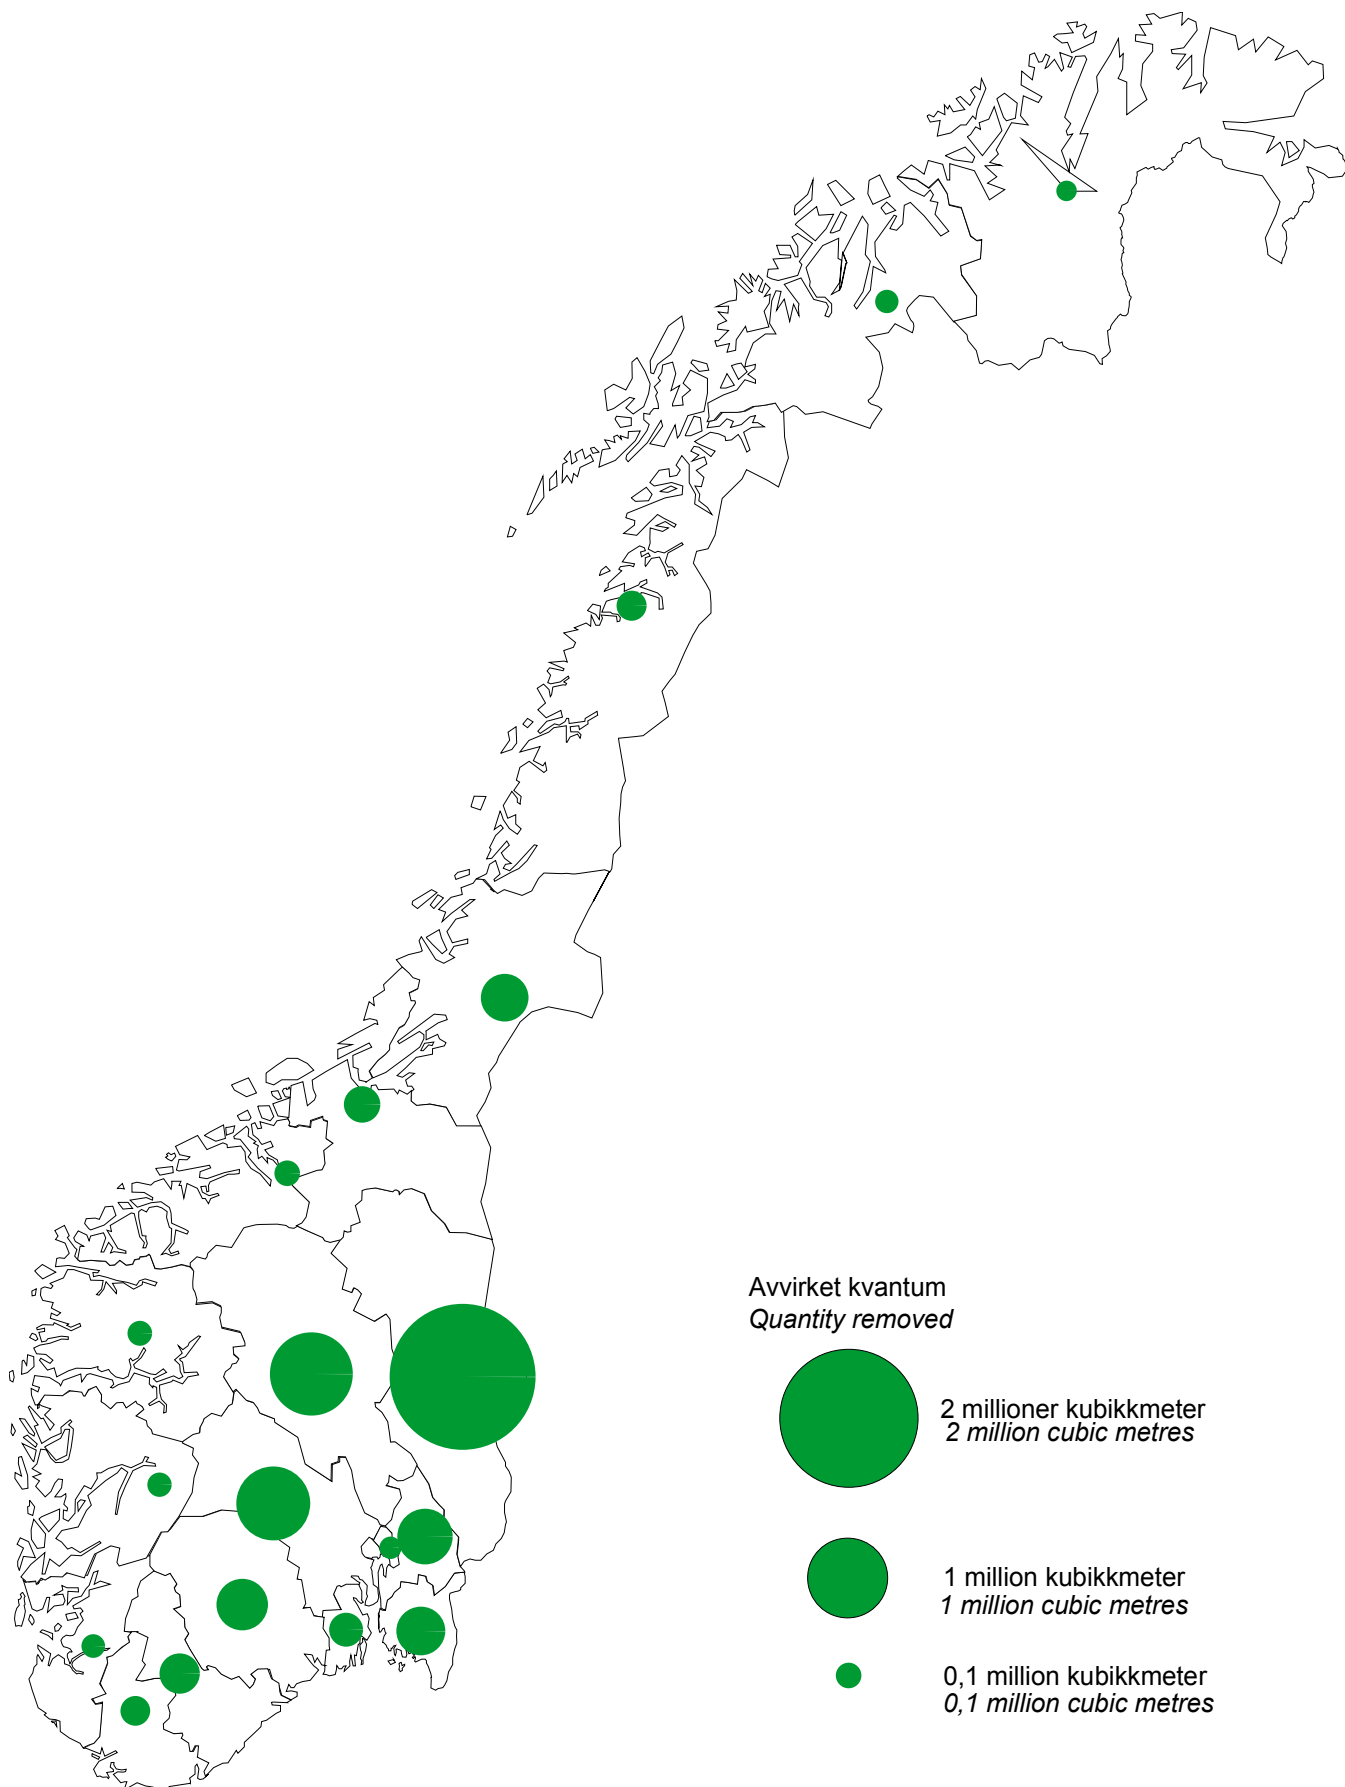 Avvirket kvantum
Quantity removed
2 millioner kubikkmeter
2 million cubic metres
1 million kubikkmeter
1 million cubic metres
0,1 million kubikkmeter
0,1 million cubic metres